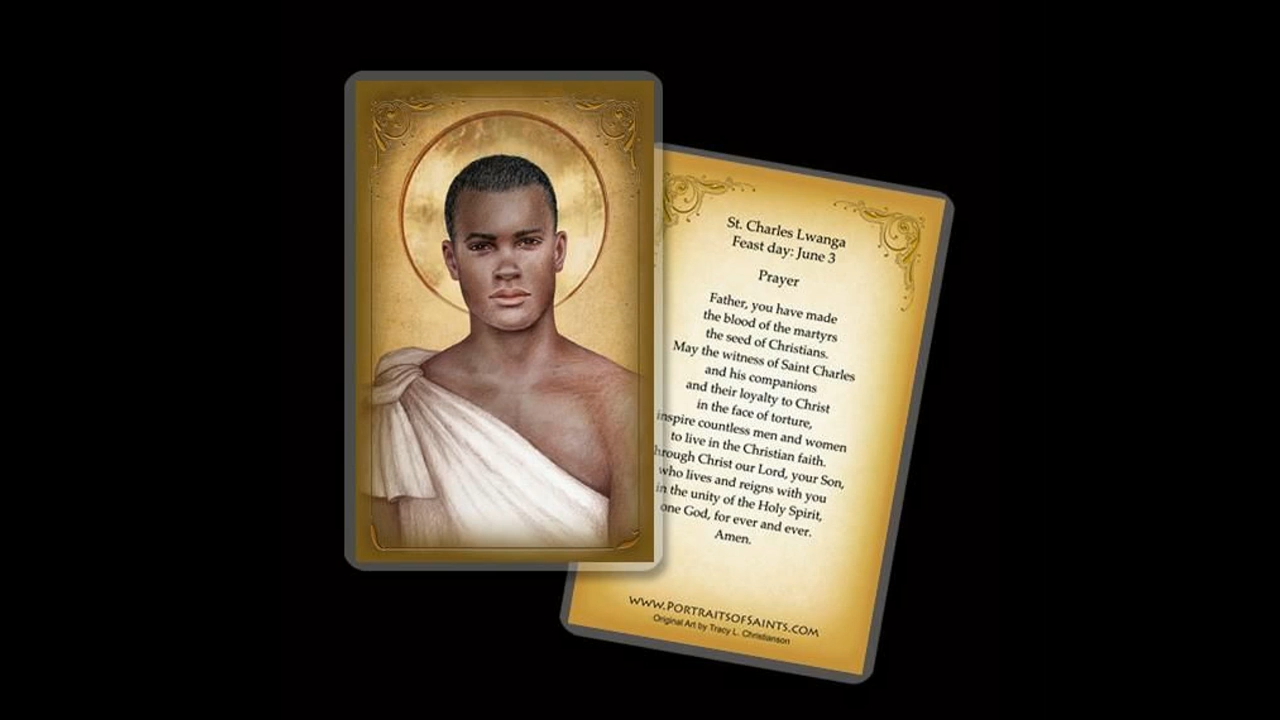 St. Charles Lwanga
Feast day: June 3
Prayer
Father, you have made
the blood of the martyrs
the seed of Christians.
May the witness of Saint Charles
and his companions
and their loyalty to Christ
in the face of torture,
inspire countless men and women
to live in the Christian faith.
hrough Christ our Lord, your Son,
who lives and reigns with you
in the unity of the Holy Spirit,
one God, for ever and ever.
Amen.
www.PortraitsofSaints.com
Original Art by Tracy L. Christianson